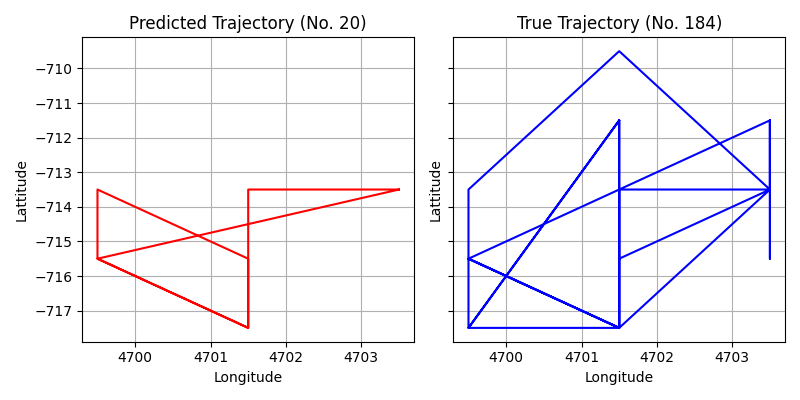 Predicted Trajectory (No. 20)
True Trajectory (No. 184)
Lattitude
−710
−711
−712
−713
−714
−715
−716
−717
4700
4701
4702
4703
Longitude
Lattitude
4700
4701
4702
4703
Longitude